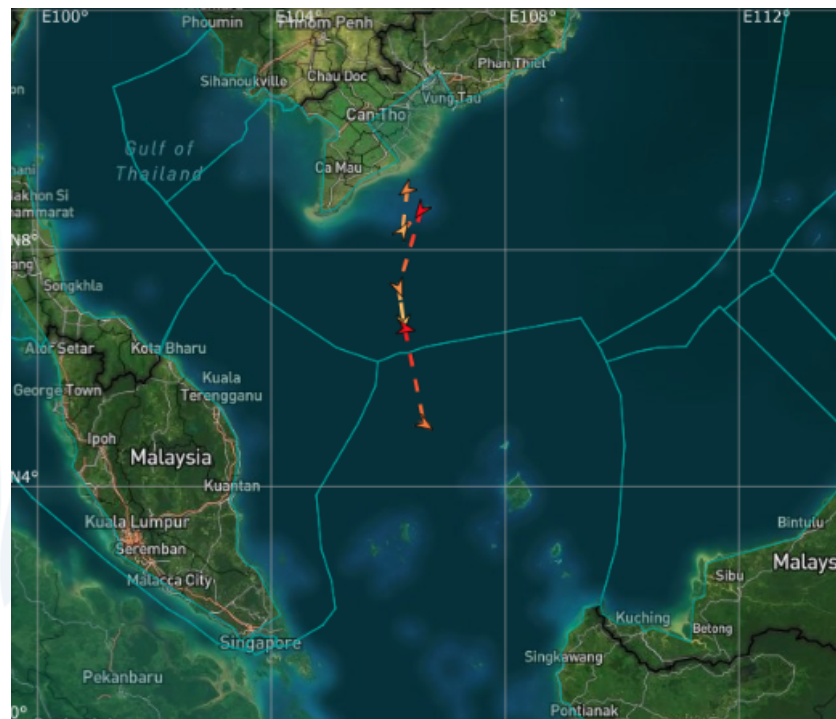 E100°
E104°
E108°
E112°
Phoumin
Phnom Penh
Sihanoukville
Chau Doc
Phan Thiet
Vung Tau
Can Tho
Gulf of
Thailand
Ca Mau
N8°
Songkhla
Alor Setar
Kota Bharu
George Town
Kuala
Terengganu
Ipoh
Malaysia
N4°
Kuantan
Kuala Lumpur
Seremban
Malacca City
Bintulu
Malays
Sibu
Kuching
Betong
Singapore
Singkawang
Pekanbaru
Pontianak
0°